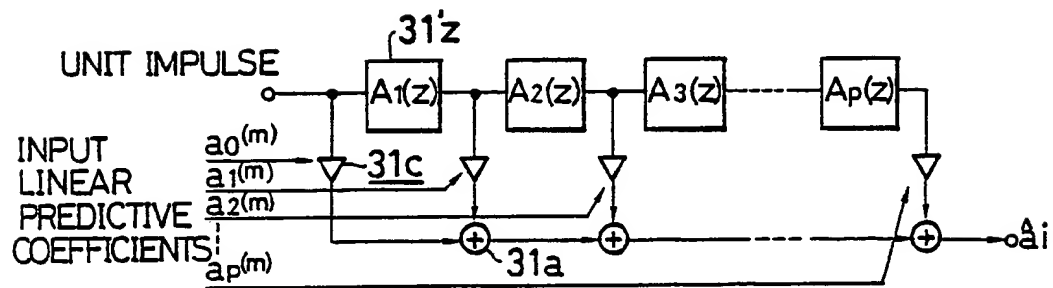 31'z
UNIT IMPULSE
A1(z)
A2(z)
A3(z)
Ap(z)
INPUT
LINEAR
PREDICTIVE
COEFFICIENTS
a0(m)
a1(m)
a2(m)
ap(m)
31c
31a
âi